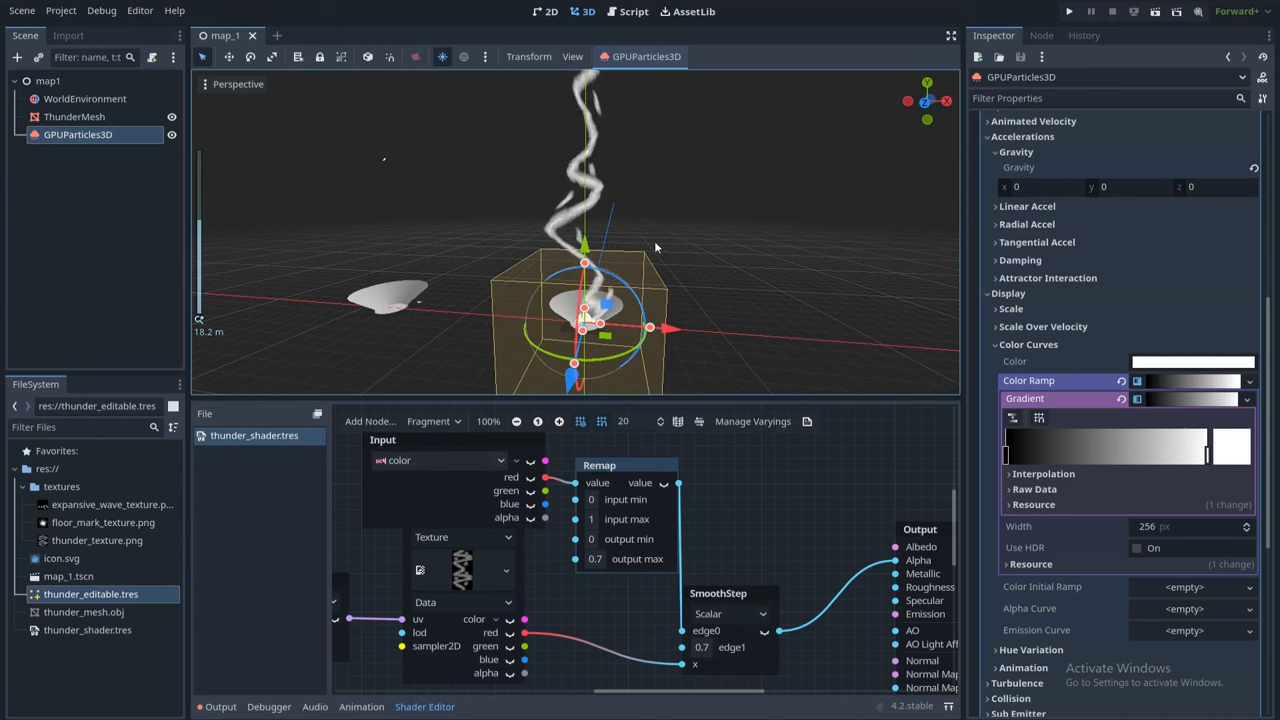 Scene Project Debug Editor Help
2D 3D Script AssetLib
Forward+
Scene Import
Filter: name, t:t
map1
WorldEnvironment
ThunderMesh
GPUParticles3D
FileSystem
res://thunder_editable.tres
Filter Files
Favorites:
res://
textures
expansive_wave_texture.p...
floor_mark_texture.png
thunder_texture.png
icon.svg
map_1.tscn
thunder_editable.tres
thunder_mesh.obj
thunder_shader.tres
map_1
Transform View GPUParticles3D
Perspective
Y
X
Z
18.2 m
File
thunder_shader.tres
Add Node... Fragment 100% 20 Manage Varyings
Input
color
red
green
blue
alpha
Texture
Data
uv color
lod red
sampler2D green
blue
alpha
Remap
value value
0 input min
1 input max
0 output min
0.7 output max
SmoothStep
Scalar
edge0
0.7 edge1
x
Output
Albedo
Alpha
Metallic
Roughness
Specular
Emission
AO
AO Light Aff
Normal
Normal Map
Output Debugger Audio Animation Shader Editor
4.2.stable
Inspector Node History
GPUParticles3D
Filter Properties
Animated Velocity
Accelerations
Gravity
Gravity
x 0 y 0 z 0
Linear Accel
Radial Accel
Tangential Accel
Damping
Attractor Interaction
Display
Scale
Scale Over Velocity
Color Curves
Color
Color Ramp
Gradient
Interpolation
Raw Data
Resource (1 change)
Width 256 px
Use HDR On
Resource (1 change)
Color Initial Ramp <empty>
Alpha Curve <empty>
Emission Curve <empty>
Hue Variation
Animation
Turbulence
Collision
Sub Emitter
Activate Windows
Go to Settings to activate Windows.